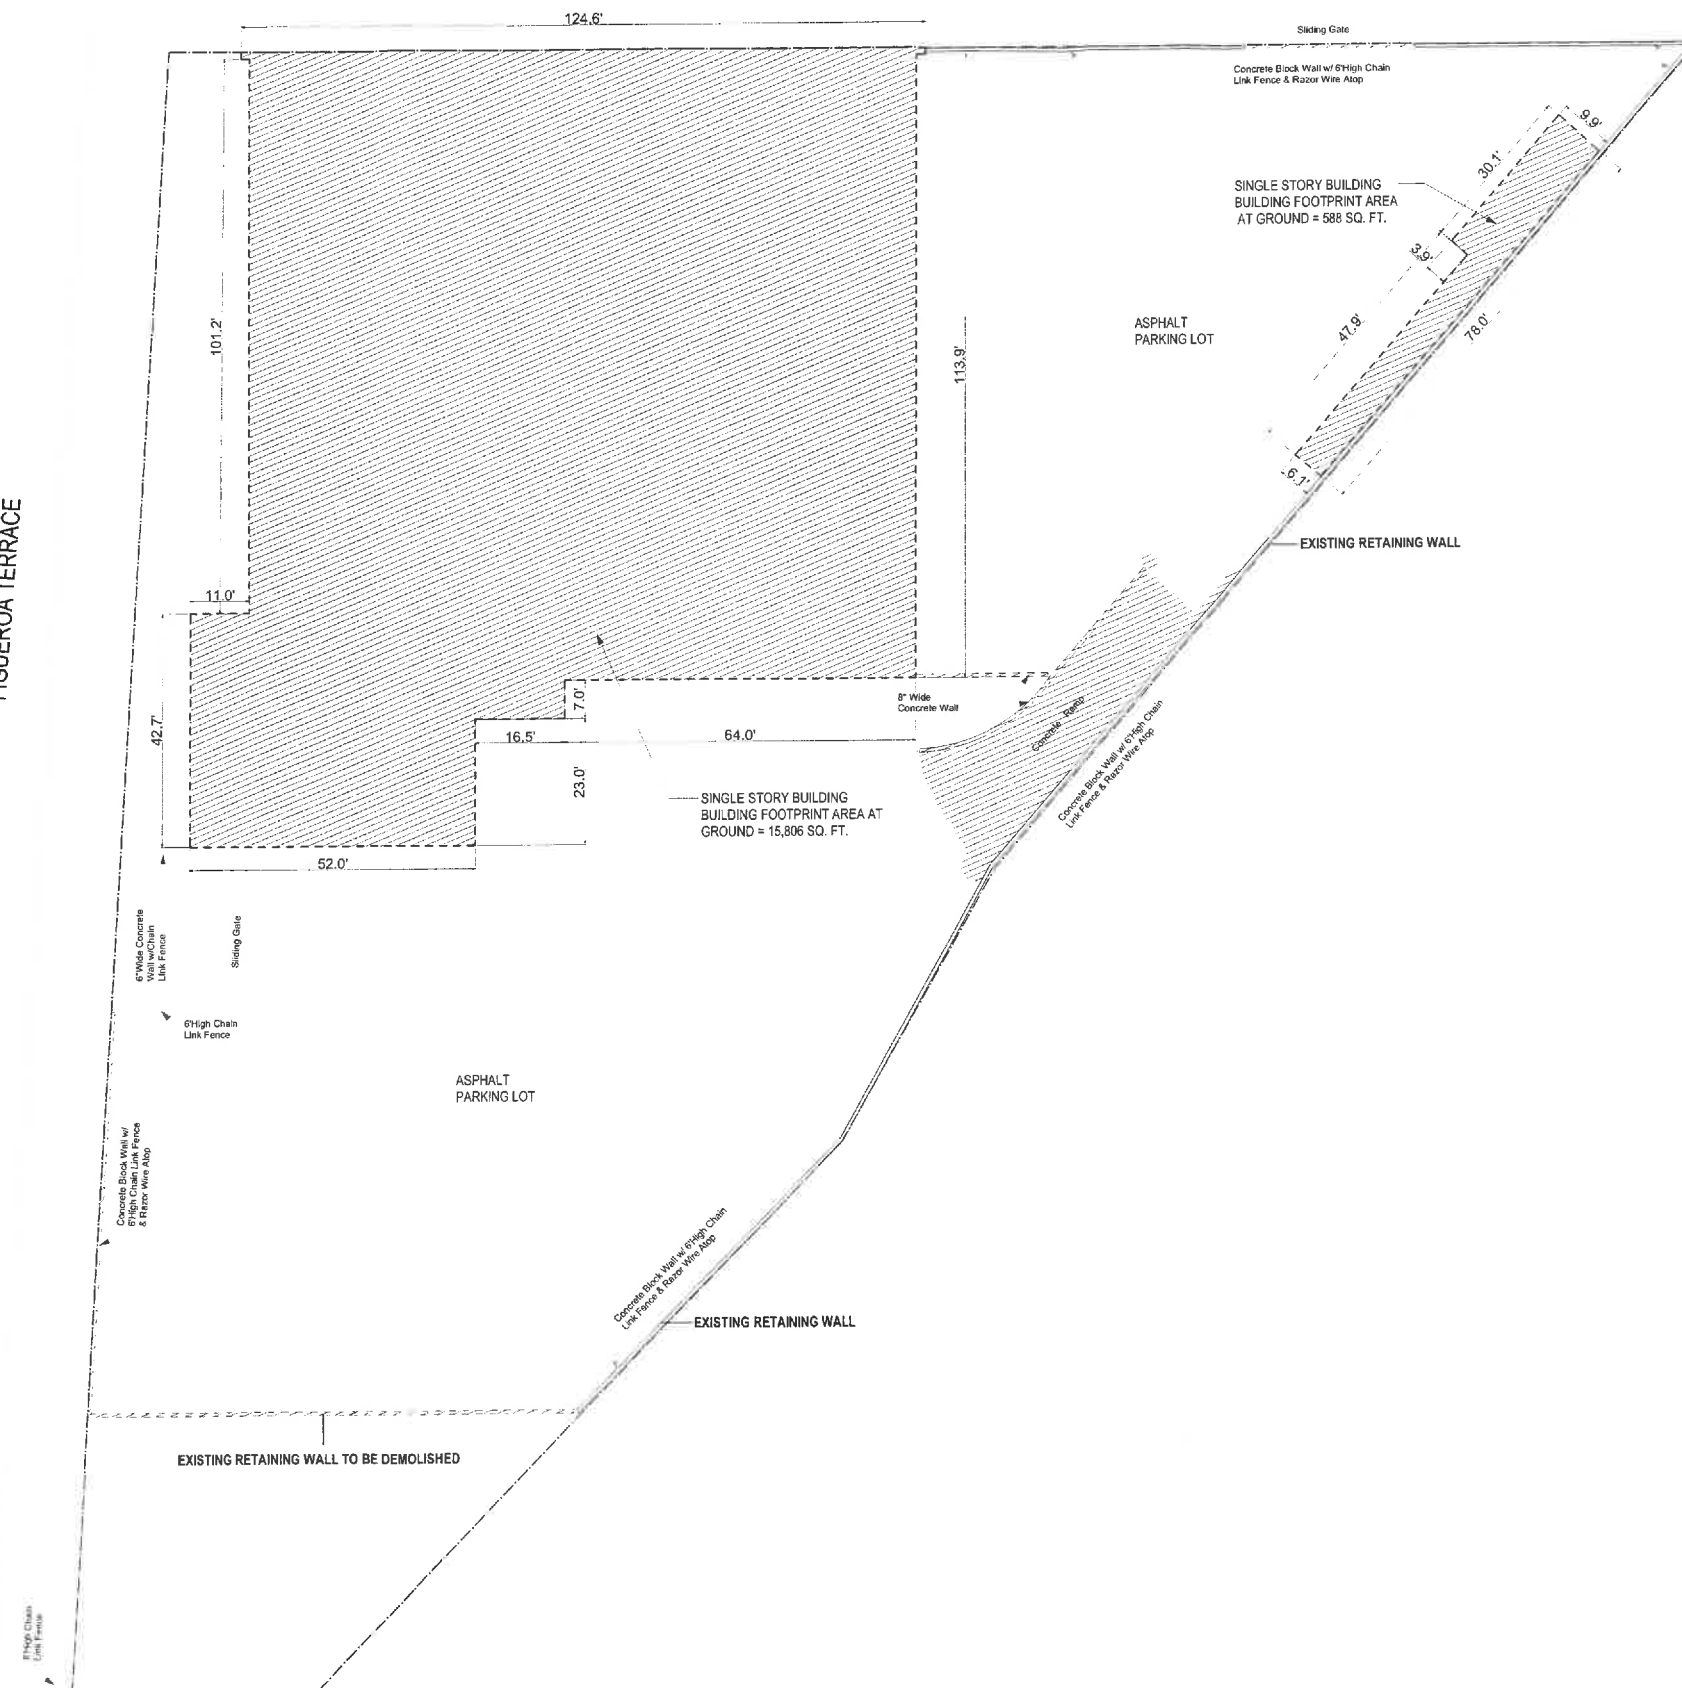 124.6'
Sliding Gate
Concrete Block Wall w/ 6'High Chain
Link Fence & Razor Wire Atop
9.9'
30.1'
SINGLE STORY BUILDING
BUILDING FOOTPRINT AREA
AT GROUND = 588 SQ. FT.
3.9'
101.2'
113.9'
ASPHALT
PARKING LOT
47.9'
78.0'
6.1'
FIGUEROA TERRACE
EXISTING RETAINING WALL
11.0'
42.7'
7.0'
8" Wide
Concrete Wall
Concrete Ramp
Concrete Block Wall w/ 6'High Chain
Link Fence & Razor Wire Atop
16.5'
64.0'
23.0'
SINGLE STORY BUILDING
BUILDING FOOTPRINT AREA AT
GROUND = 15,806 SQ. FT.
52.0'
6"Wide Concrete
Wall w/Chain
Link Fence
Sliding Gate
6'High Chain
Link Fence
ASPHALT
PARKING LOT
Concrete Block Wall w/
6'High Chain Link Fence
& Razor Wire Atop
Concrete Block Wall w/ 6'High Chain
Link Fence & Razor Wire Atop
EXISTING RETAINING WALL
EXISTING RETAINING WALL TO BE DEMOLISHED
High Chain
Link Fence